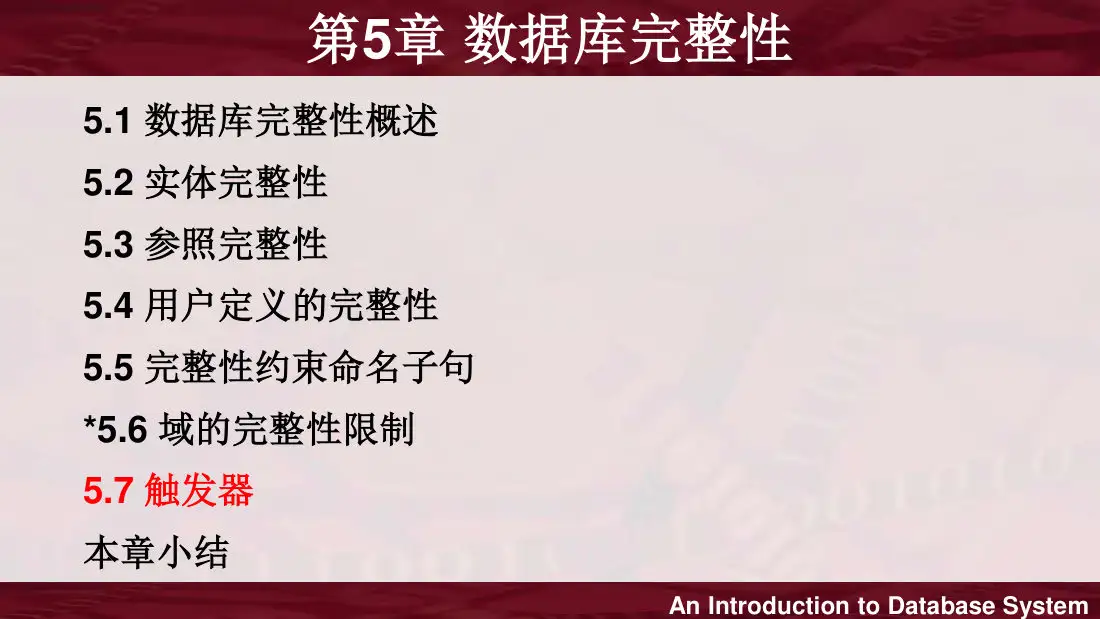 第5章 数据库完整性
5.1 数据库完整性概述
5.2 实体完整性
5.3 参照完整性
5.4 用户定义的完整性
5.5 完整性约束命名子句
*5.6 域的完整性限制
5.7 触发器
本章小结
An Introduction to Database System